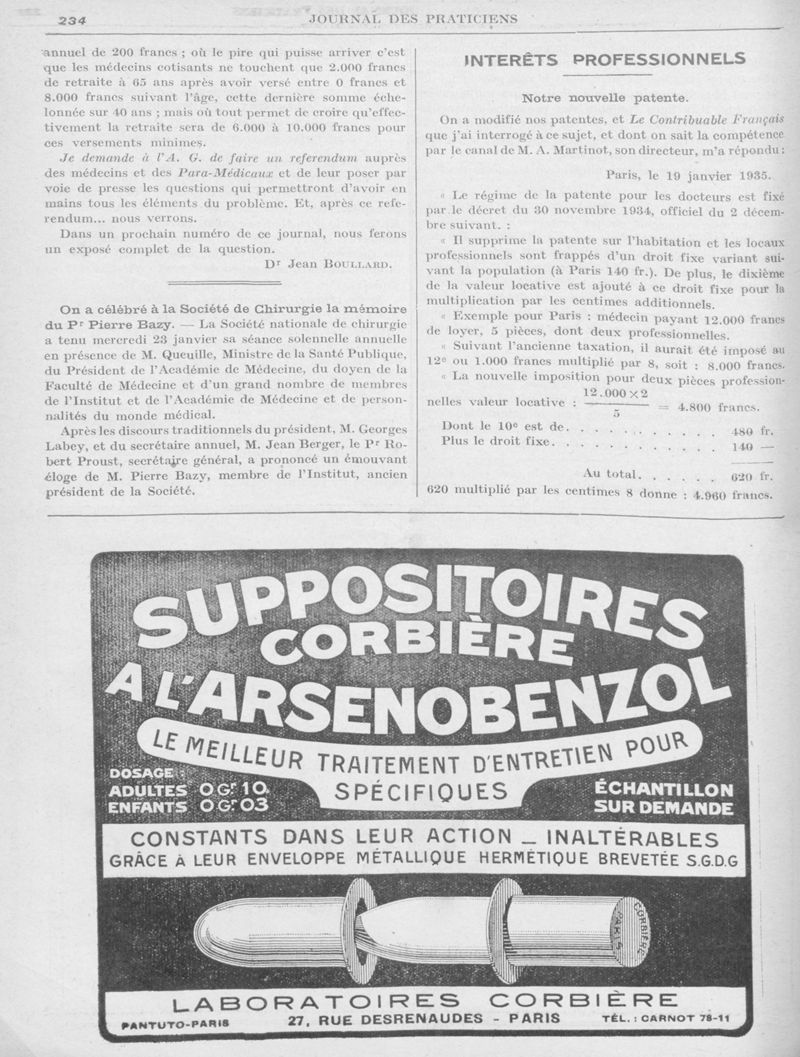 234
JOURNAL DES PRATICIENS
annuel de 200 francs ; où le pire qui puisse arriver c'est
que les médecins cotisants ne touchent que 2.000 francs
de retraite à 65 ans après avoir versé entre 0 francs et
8.000 francs suivant l'âge, cette dernière somme éche-
lonnée sur 40 ans ; mais où tout permet de croire qu'effec-
tivement la retraite sera de 6.000 à 10.000 francs pour
ces versements minimes.
Je demande à l'A. G. de faire un referendum auprès
des médecins et des Para-Médicaux et de leur poser par
voie de presse les questions qui permettront d'avoir en
mains tous les éléments du problème. Et, après ce refe-
rendum... nous verrons.
Dans un prochain numéro de ce journal, nous ferons
un exposé complet de la question.
Dr Jean BOULLARD.
On a célébré à la Société de Chirurgie la mémoire
du Pr Pierre Bazy. — La Société nationale de chirurgie
a tenu mercredi 23 janvier sa séance solennelle annuelle
en présence de M. Queuille, Ministre de la Santé Publique,
du Président de l'Académie de Médecine, du doyen de la
Faculté de Médecine et d'un grand nombre de membres
de l'Institut et de l'Académie de Médecine et de person-
nalités du monde médical.
Après les discours traditionnels du président, M. Georges
Labey, et du secrétaire annuel, M. Jean Berger, le Pr Ro-
bert Proust, secrétaire général, a prononcé un émouvant
éloge de M. Pierre Bazy, membre de l'Institut, ancien
président de la Société.
INTERÊTS PROFESSIONNELS
Notre nouvelle patente.
On a modifié nos patentes, et Le Contribuable Français
que j'ai interrogé à ce sujet, et dont on sait la compétence
par le canal de M. A. Martinot, son directeur, m'a répondu :
Paris, le 19 janvier 1935.
« Le régime de la patente pour les docteurs est fixé
par le décret du 30 novembre 1934, officiel du 2 décem-
bre suivant. :
« Il supprime la patente sur l'habitation et les locaux
professionnels sont frappés d'un droit fixe variant sui-
vant la population (à Paris 140 fr.). De plus, le dixième
de la valeur locative est ajouté à ce droit fixe pour la
multiplication par les centimes additionnels.
« Exemple pour Paris : médecin payant 12.000 francs
de loyer, 5 pièces, dont deux professionnelles.
« Suivant l'ancienne taxation, il aurait été imposé au
12e ou 1.000 francs multiplié par 8, soit : 8.000 francs.
« La nouvelle imposition pour deux pièces profession-
nelles valeur locative : 12.000 × 2 / 5 = 4.800 francs.
Dont le 10e est de. . . . . . . . . . . . 480 fr.
Plus le droit fixe. . . . . . . . . . . . . 140 —
Au total. . . . . . 620 fr.
620 multiplié par les centimes 8 donne : 4.960 francs.
SUPPOSITOIRES
CORBIÈRE
A L'ARSENOBENZOL
LE MEILLEUR TRAITEMENT D'ENTRETIEN POUR
SPÉCIFIQUES
DOSAGE :
ADULTES 0 Gr 10.
ENFANTS 0 Gr 03
ÉCHANTILLON
SUR DEMANDE
CONSTANTS DANS LEUR ACTION _ INALTÉRABLES
GRÂCE A LEUR ENVELOPPE MÉTALLIQUE HERMÉTIQUE BREVETÉE S.G.D.G
CORBIÈRE
PARIS
LABORATOIRES CORBIÈRE
PANTUTO-PARIS
27, RUE DESRENAUDES - PARIS
TÉL. : CARNOT 78-11